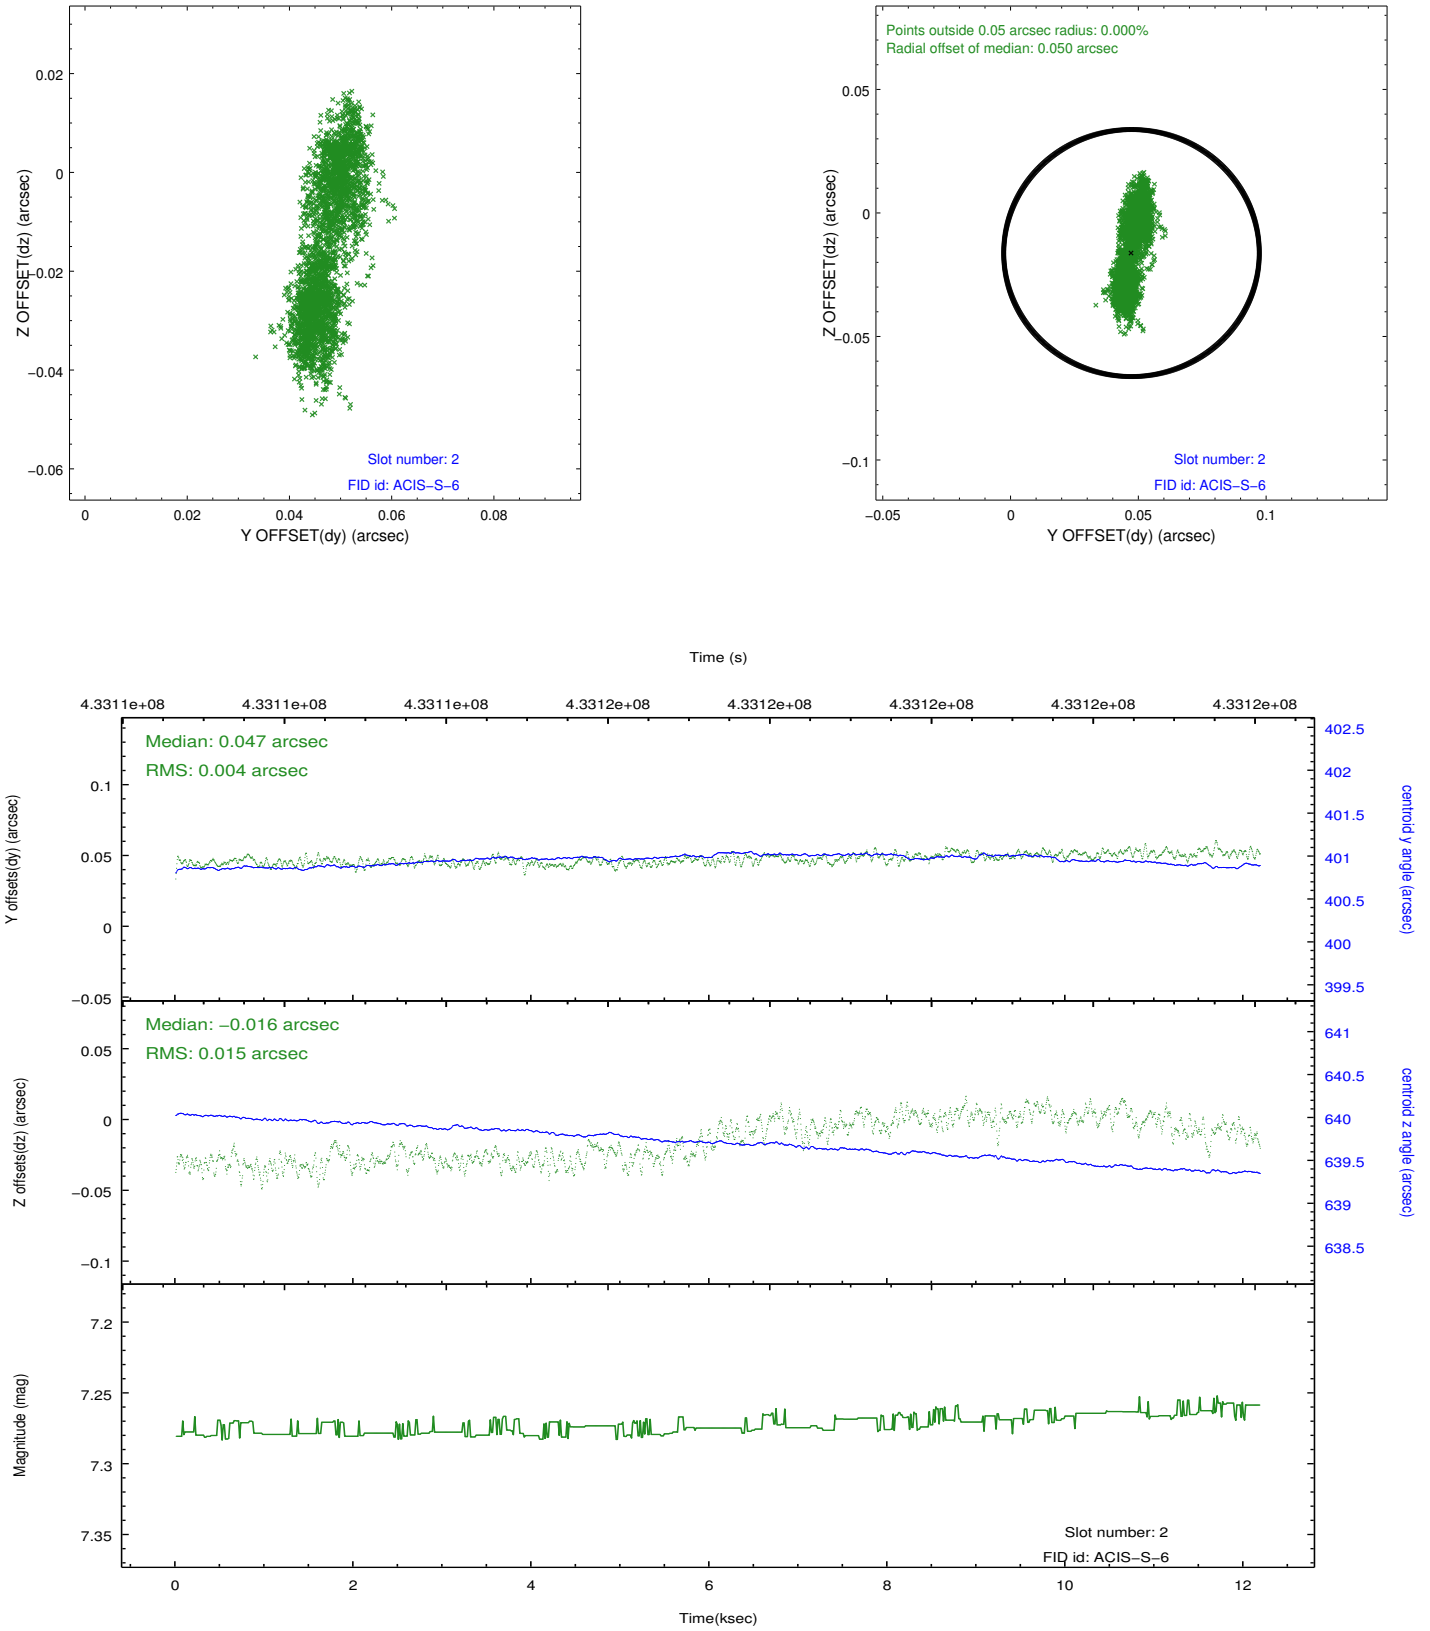 0.02
0
−0.02
−0.04
−0.06
Z OFFSET(dz) (arcsec)
Slot number: 2
FID id: ACIS−S−6
0
0.02
0.04
0.06
0.08
Y OFFSET(dy) (arcsec)
Points outside 0.05 arcsec radius: 0.000%
Radial offset of median: 0.050 arcsec
0.05
0
−0.05
−0.1
Z OFFSET(dz) (arcsec)
Slot number: 2
FID id: ACIS−S−6
−0.05
0
0.05
0.1
Y OFFSET(dy) (arcsec)
Time (s)
4.3311e+08
4.3311e+08
4.3311e+08
4.3312e+08
4.3312e+08
4.3312e+08
4.3312e+08
4.3312e+08
Median: 0.047 arcsec
RMS: 0.004 arcsec
0.1
0.05
0
−0.05
Y offsets(dy) (arcsec)
402.5
402
401.5
401
400.5
400
399.5
centroid y angle (arcsec)
Median: −0.016 arcsec
RMS: 0.015 arcsec
0.05
0
−0.05
−0.1
Z offsets(dz) (arcsec)
641
640.5
640
639.5
639
638.5
centroid z angle (arcsec)
7.2
7.25
7.3
7.35
Magnitude (mag)
Slot number: 2
FID id: ACIS−S−6
0
2
4
6
8
10
12
Time(ksec)